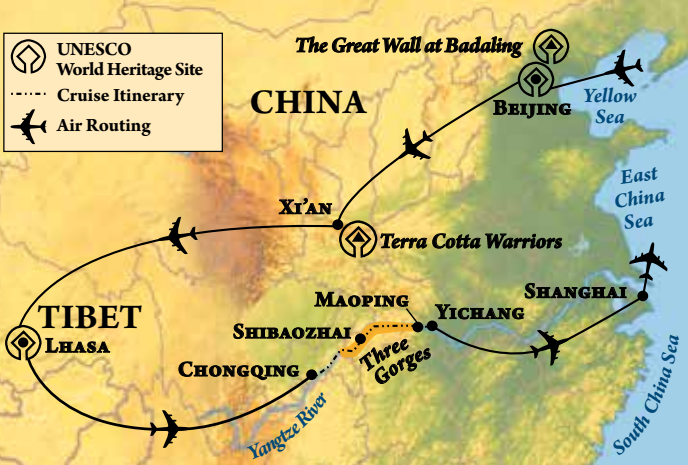 UNESCO
World Heritage Site
Cruise Itinerary
Air Routing
The Great Wall at Badaling
CHINA
BEIJING
Yellow
Sea
East
China
Sea
XI'AN
Terra Cotta Warriors
TIBET
LHASA
MAOPING
YICHANG
SHANGHAI
SHIBAOZHAI
Three
Gorges
CHONGQING
Yangtze River
South China Sea